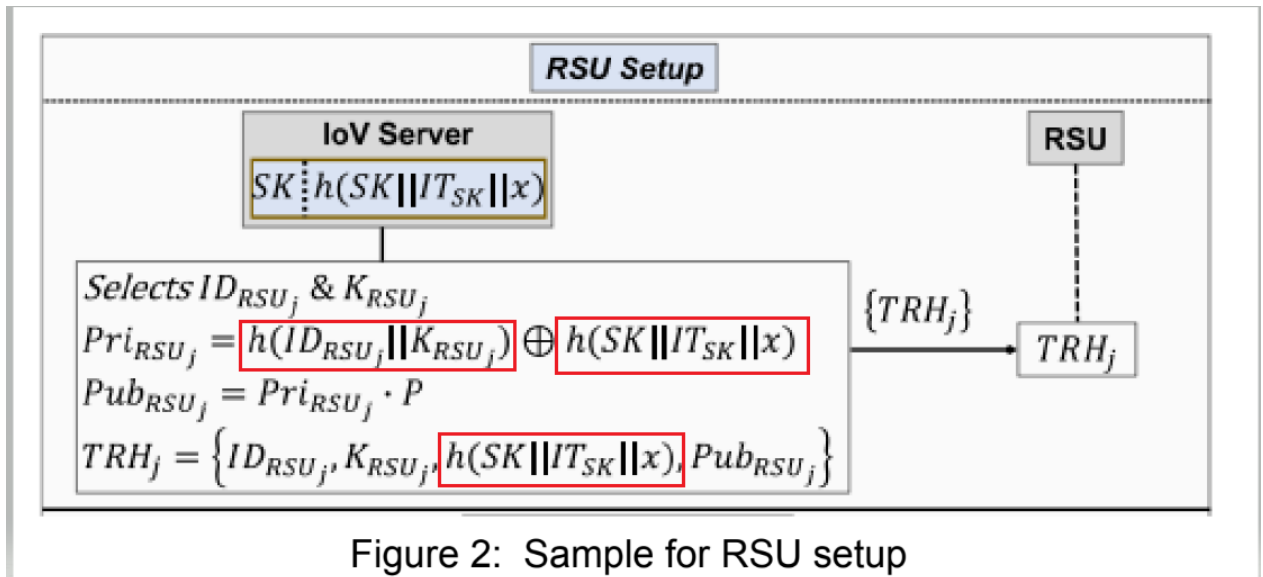 RSU Setup
IoV Server
RSU
SK h(SK||IT_SK||x)
Selects ID_RSU_j & K_RSU_j
{TRH_j}
Pri_RSU_j = h(ID_RSU_j||K_RSU_j) ⊕ h(SK||IT_SK||x)
TRH_j
Pub_RSU_j = Pri_RSU_j · P
TRH_j = {ID_RSU_j, K_RSU_j, h(SK||IT_SK||x), Pub_RSU_j}
Figure 2: Sample for RSU setup